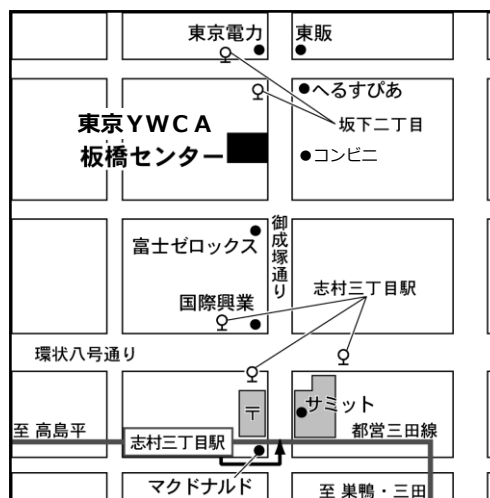 東京電力
東販
へるすぴあ
坂下二丁目
東京YWCA
板橋センター
コンビニ
御成塚通り
富士ゼロックス
国際興業
志村三丁目駅
環状八号通り
〒
サミット
至 高島平
志村三丁目駅
都営三田線
マクドナルド
至 巣鴨・三田